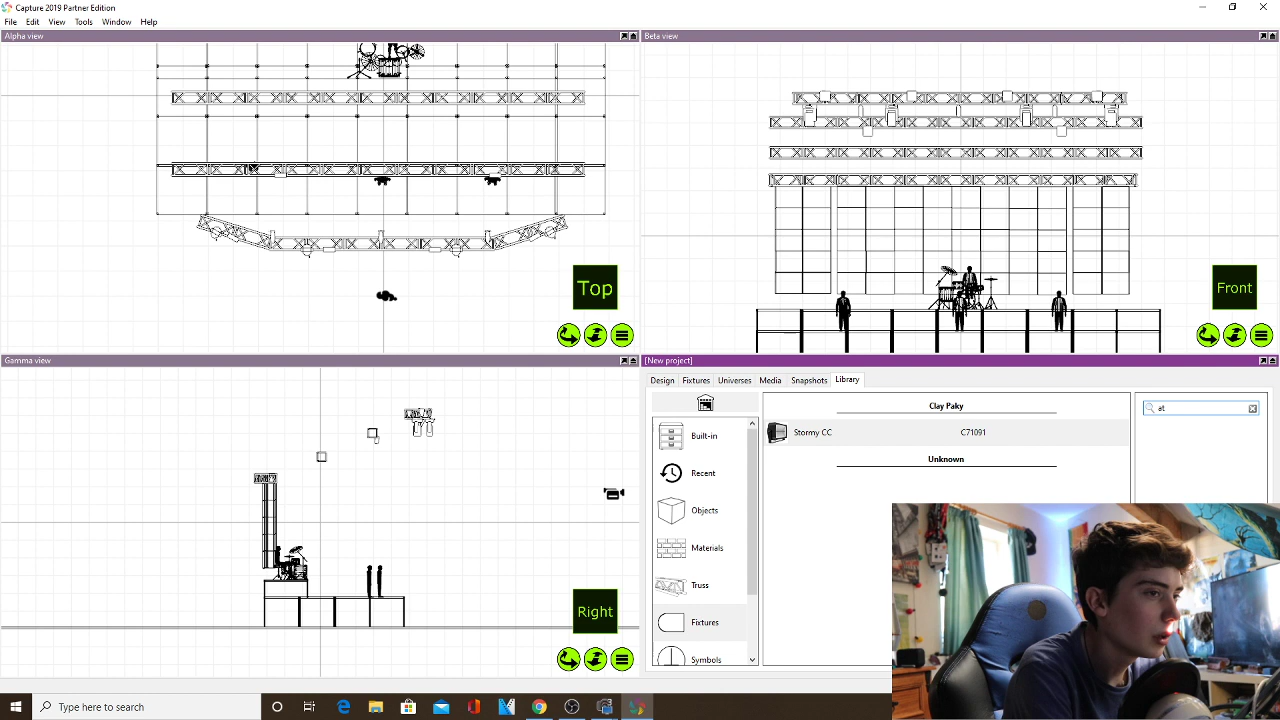 Capture 2019 Partner Edition
File Edit View Tools Window Help
Alpha view
Beta view
Top
Front
Gamma view
[New project]
Design Fixtures Universes Media Snapshots Library
Clay Paky
at
Built-in
Stormy CC C71091
Unknown
Recent
Objects
Materials
Truss
Right
Fixtures
Symbols
Type here to search